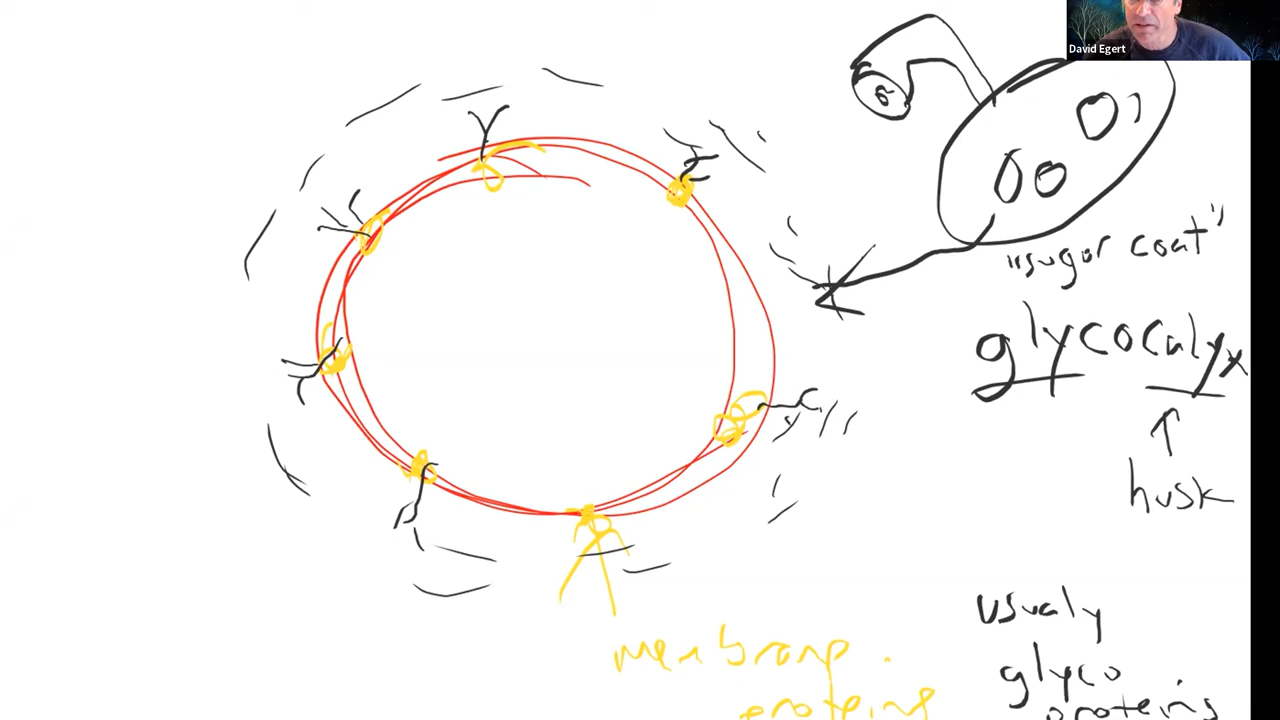 David Egert
"sugar coat"
glycocalyx
husk
usualy
glyco
proteins
membrane
proteins